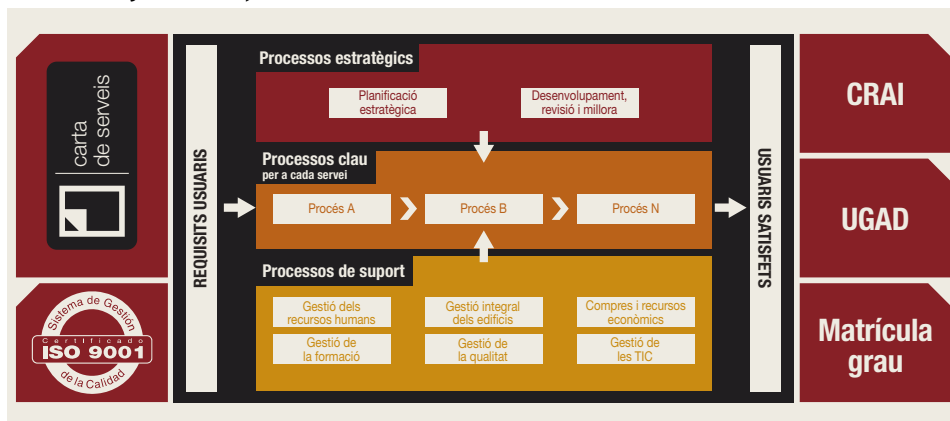 carta
de serveis
Sistema de Gestión
Certificado
ISO 9001
de la Calidad
REQUISITS USUARIS
Processos estratègics
Planificació
estratègica
Desenvolupament,
revisió i millora
Processos clau
per a cada servei
Procés A
Procés B
Procés N
Processos de suport
Gestió dels
recursos humans
Gestió integral
dels edificis
Compres i recursos
econòmics
Gestió de
la formació
Gestió de
la qualitat
Gestió de
les TIC
USUARIS SATISFETS
CRAI
UGAD
Matrícula
grau